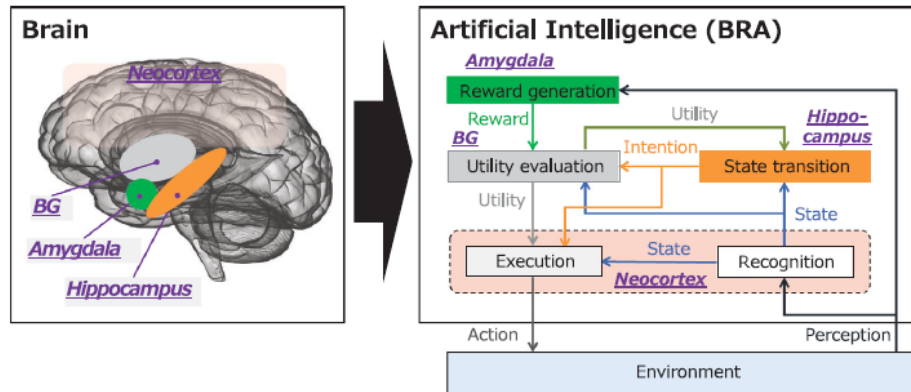 Brain
Neocortex
BG
Amygdala
Hippocampus
Artificial Intelligence (BRA)
Amygdala
Reward generation
Reward
Utility
Hippo-
campus
BG
Intention
Utility evaluation
State transition
Utility
State
Execution
State
Recognition
Neocortex
Action
Perception
Environment